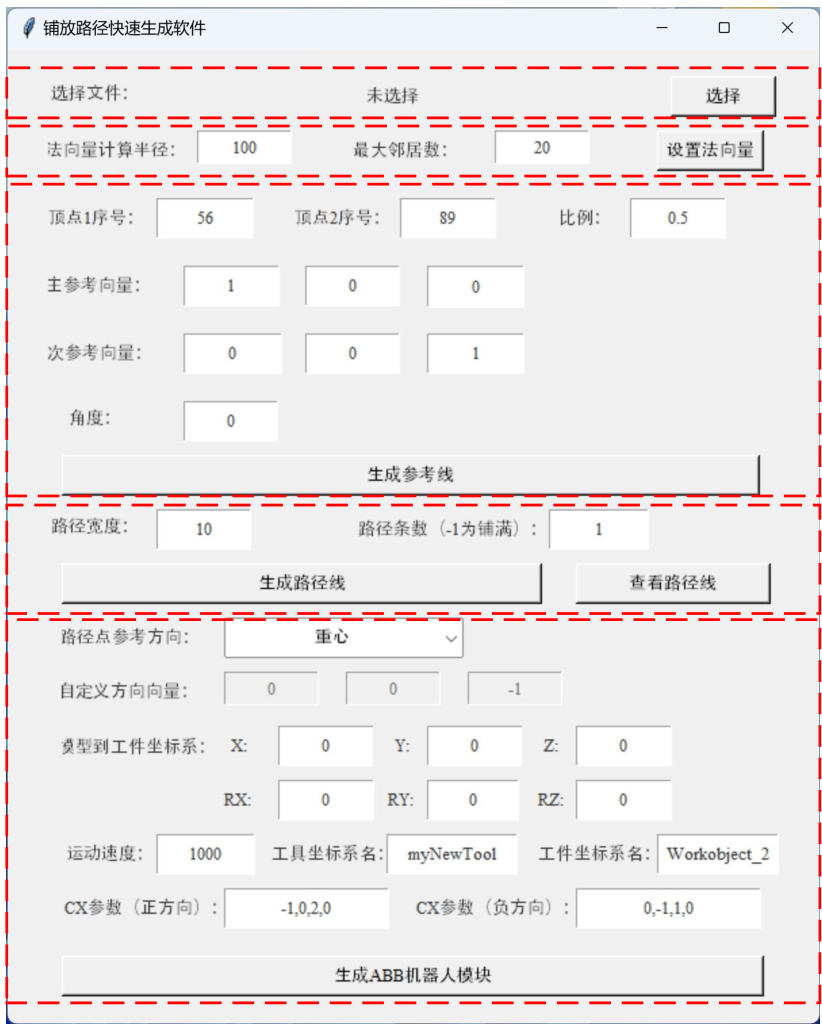 铺放路径快速生成软件
选择文件: 未选择 选择
法向量计算半径: 100 最大邻居数: 20 设置法向量
顶点1序号: 56 顶点2序号: 89 比例: 0.5
主参考向量: 1 0 0
次参考向量: 0 0 1
角度: 0
生成参考线
路径宽度: 10 路径条数（-1为铺满）: 1
生成路径线 查看路径线
路径点参考方向: 重心
自定义方向向量: 0 0 -1
模型到工件坐标系: X: 0 Y: 0 Z: 0
RX: 0 RY: 0 RZ: 0
运动速度: 1000 工具坐标系名: myNewTool 工件坐标系名: Workobject_2
CX参数（正方向）: -1,0,2,0 CX参数（负方向）: 0,-1,1,0
生成ABB机器人模块